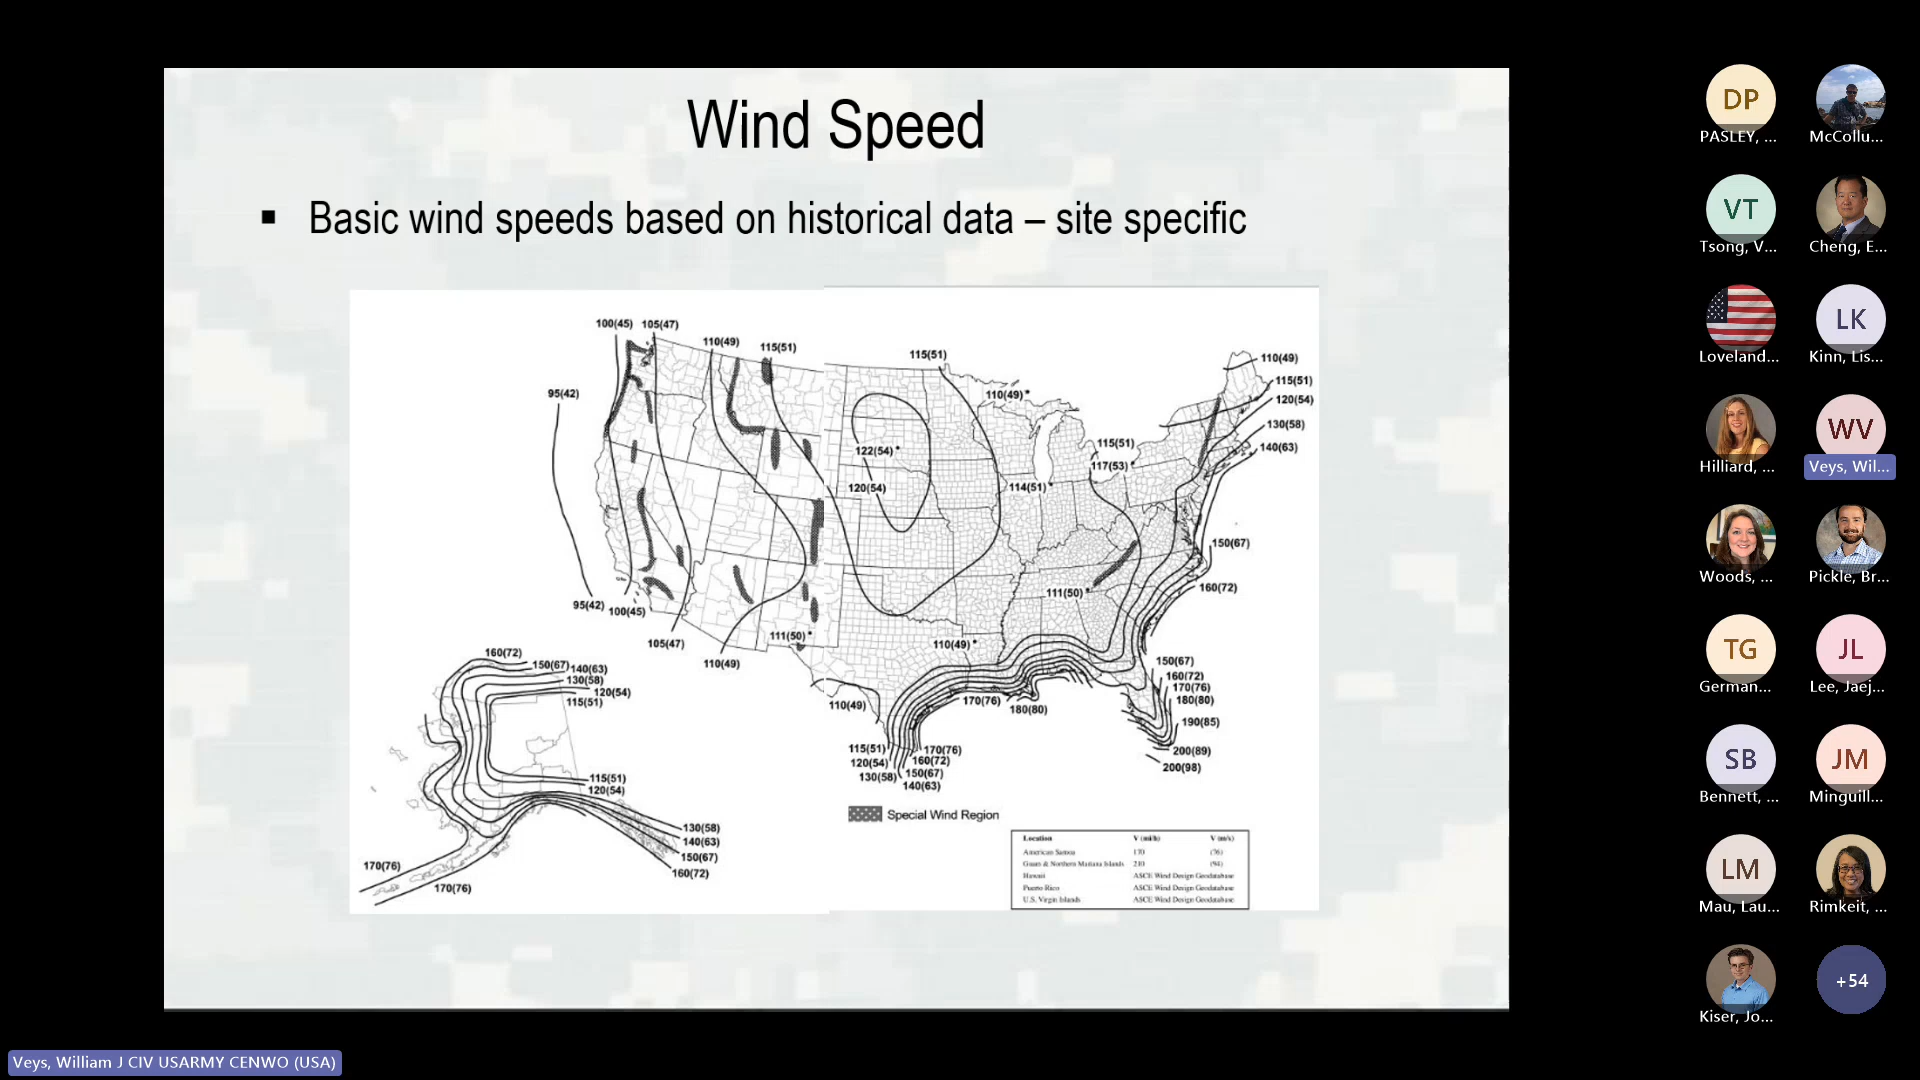 Wind Speed
▪ Basic wind speeds based on historical data – site specific
100(45) 105(47)
110(49)
115(51)
115(51)
110(49)
110(49)*
115(51)
120(54)
95(42)
130(58)
115(51)
140(63)
122(54)*
117(53)*
120(54)
114(51)*
150(67)
160(72)
111(50)*
95(42)
100(45)
111(50)*
110(49)*
105(47)
110(49)
160(72)
150(67)
140(63)
130(58)
120(54)
115(51)
150(67)
160(72)
170(76)
180(80)
190(85)
200(89)
200(98)
110(49)
170(76)
180(80)
115(51)
120(54)
130(58)
170(76)
160(72)
150(67)
140(63)
115(51)
120(54)
130(58)
140(63)
150(67)
160(72)
170(76)
170(76)
Special Wind Region
Location V (mi/h) V (m/s)
American Samoa 170 (76)
Guam & Northern Mariana Islands 210 (94)
Hawaii ASCE Wind Design Geodatabase
Puerto Rico ASCE Wind Design Geodatabase
U.S. Virgin Islands ASCE Wind Design Geodatabase
DP
PASLEY, ...
McCollu...
VT
Tsong, V...
Cheng, E...
Loveland...
LK
Kinn, Lis...
Hilliard, ...
WV
Veys, Wil...
Woods, ...
Pickle, Br...
TG
German...
JL
Lee, Jaej...
SB
Bennett, ...
JM
Minguill...
LM
Mau, Lau...
Rimkeit, ...
Kiser, Jo...
+54
Veys, William J CIV USARMY CENWO (USA)